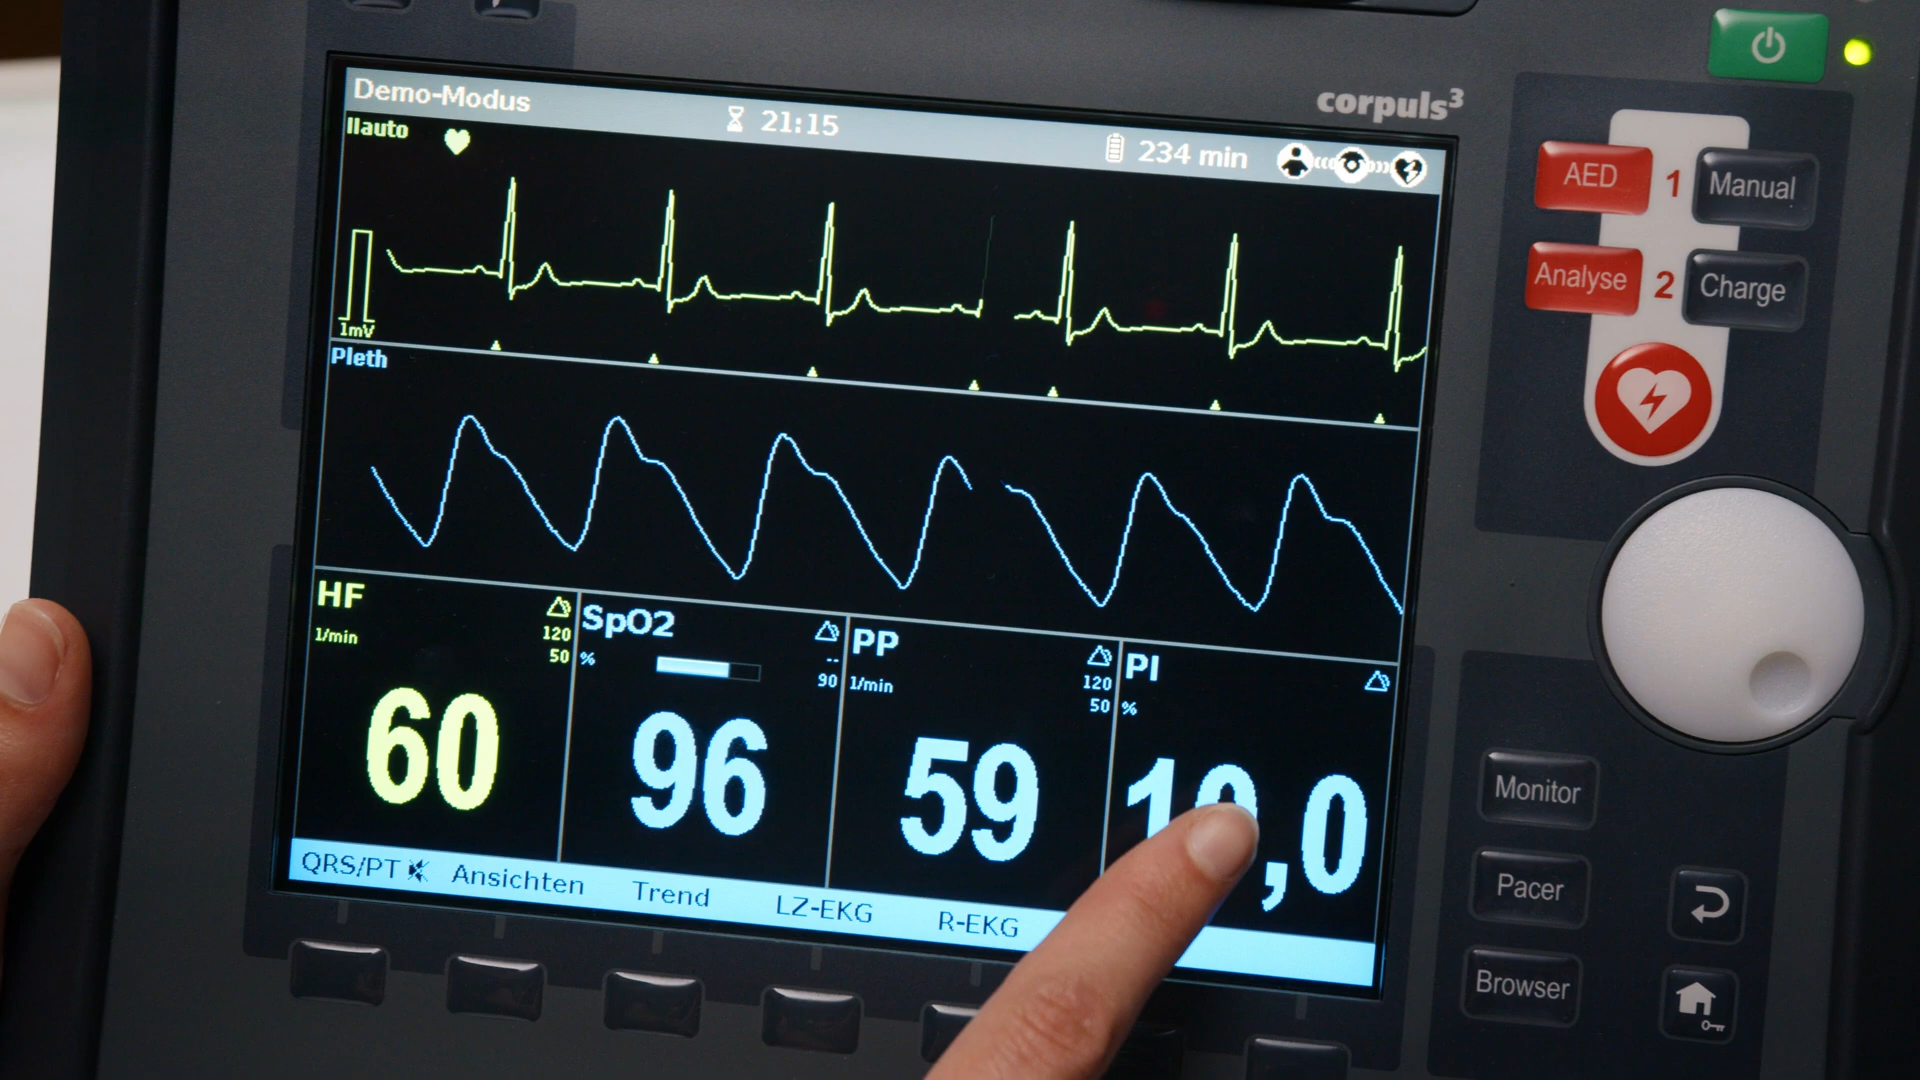 corpuls³
Demo-Modus
21:15
234 min
IIauto
1mV
Pleth
HF
1/min
120
50
60
SpO2
%
--
90
96
PP
1/min
120
50
59
PI
%
,0
QRS/PT
Ansichten
Trend
LZ-EKG
R-EKG
AED
1
Manual
Analyse
2
Charge
Monitor
Pacer
Browser